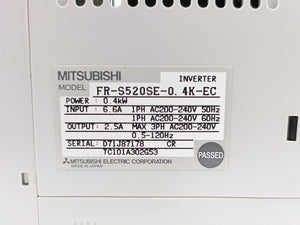 MITSUBISHI
INVERTER
MODEL FR-S520SE-0.4K-EC
POWER : 0.4kW
INPUT : 6.6A 1PH AC200-240V 50Hz
1PH AC200-240V 60Hz
OUTPUT: 2.5A MAX 3PH AC200-240V
0.5-120Hz
SERIAL: D71J87178 CR
TC101A302G53
MITSUBISHI ELECTRIC CORPORATION
MADE IN JAPAN
PASSED